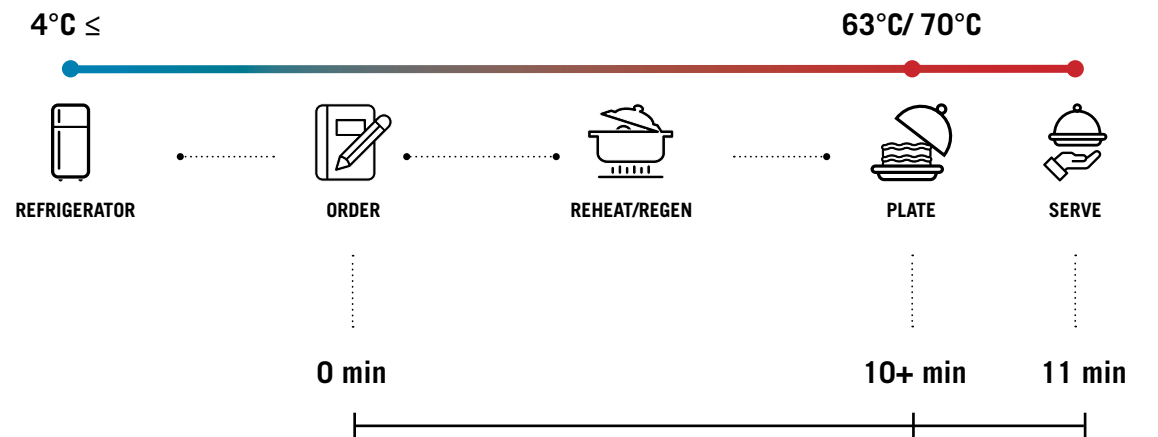 4°C ≤
63°C/ 70°C
REFRIGERATOR
ORDER
REHEAT/REGEN
PLATE
SERVE
0 min
10+ min
11 min